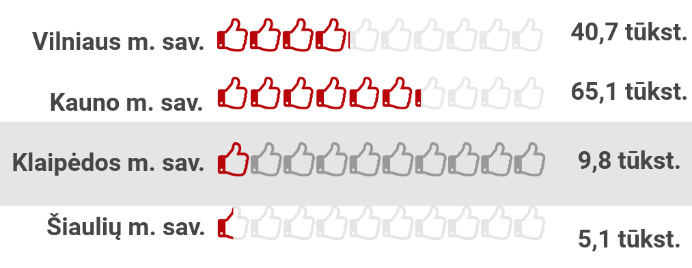 Vilniaus m. sav. 40,7 tūkst.
Kauno m. sav. 65,1 tūkst.
Klaipėdos m. sav. 9,8 tūkst.
Šiaulių m. sav. 5,1 tūkst.